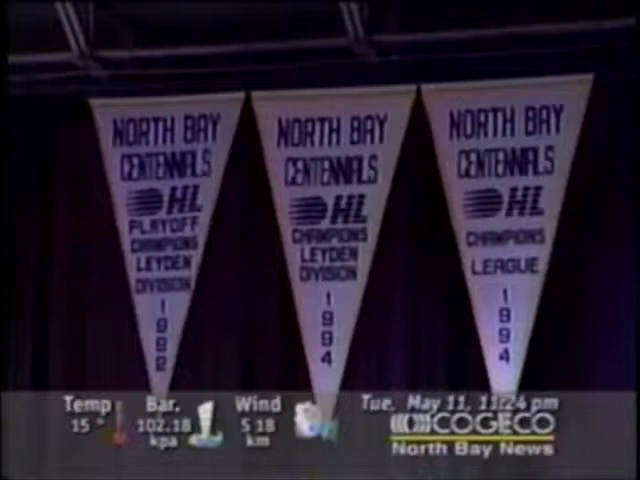 NORTH BAY
CENTENNIALS
OHL
PLAYOFF
CHAMPIONS
LEYDEN
DIVISION
1992
NORTH BAY
CENTENNIALS
OHL
CHAMPIONS
LEYDEN
DIVISION
1994
NORTH BAY
CENTENNIALS
OHL
CHAMPIONS
LEAGUE
1994
Temp
15 °
Bar.
102.18
kpa
Wind
S 18
km
Tue, May 11, 11:24 pm
COGECO
North Bay News